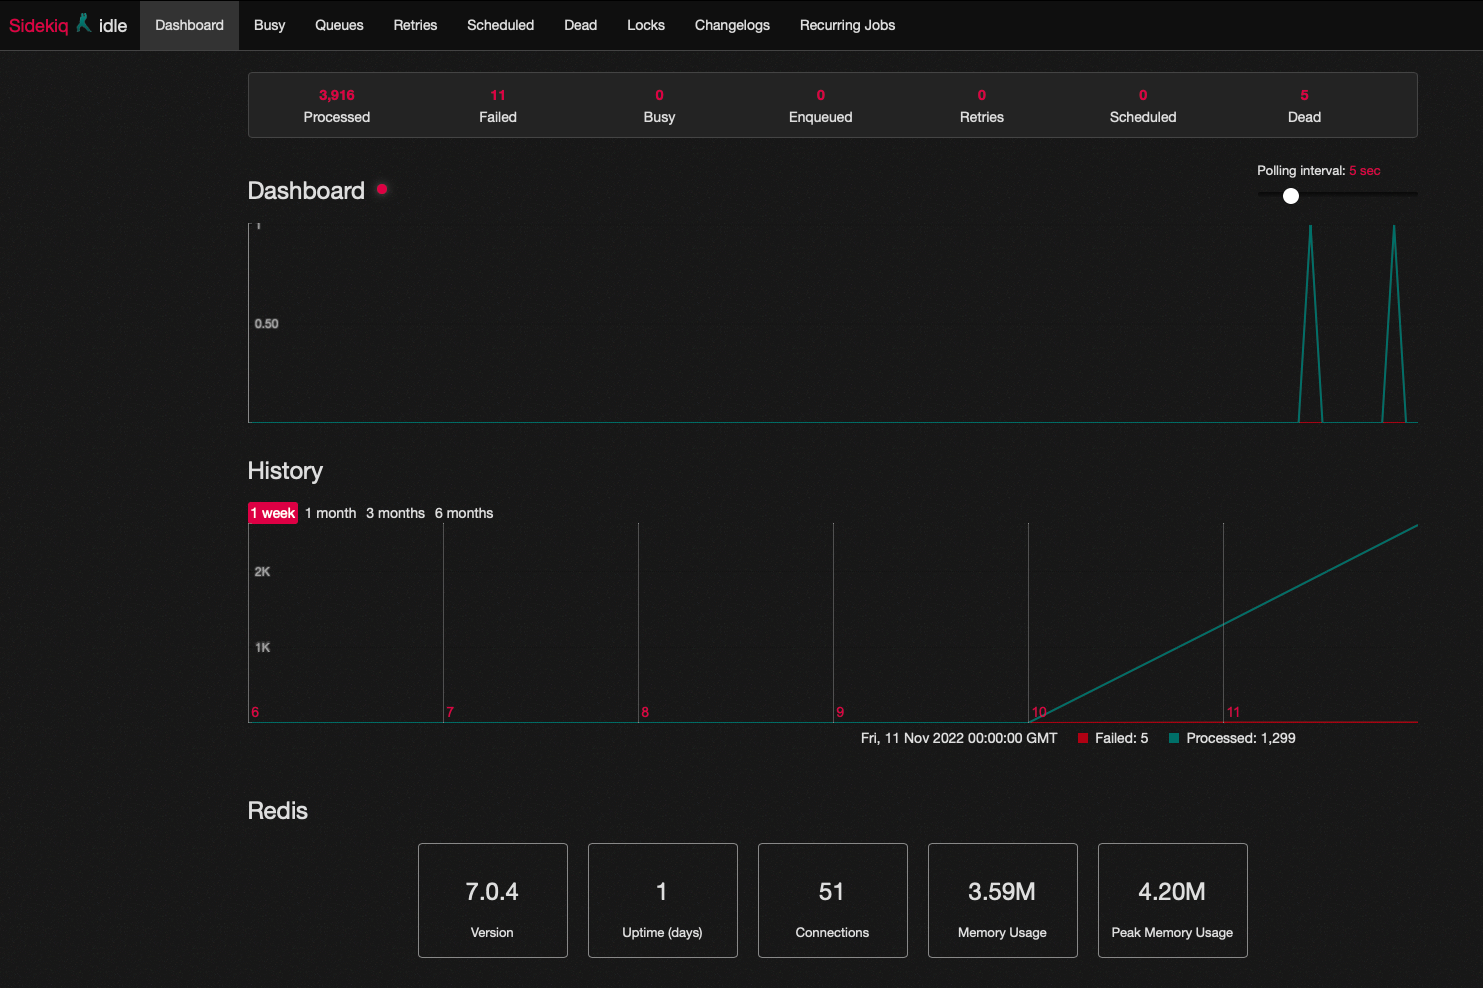 Sidekiq idle Dashboard Busy Queues Retries Scheduled Dead Locks Changelogs Recurring Jobs
3,916 11 0 0 0 0 5
Processed Failed Busy Enqueued Retries Scheduled Dead
Polling interval: 5 sec
Dashboard
1
0.50
History
1 week 1 month 3 months 6 months
2K
1K
6 7 8 9 10 11
Fri, 11 Nov 2022 00:00:00 GMT Failed: 5 Processed: 1,299
Redis
7.0.4 1 51 3.59M 4.20M
Version Uptime (days) Connections Memory Usage Peak Memory Usage